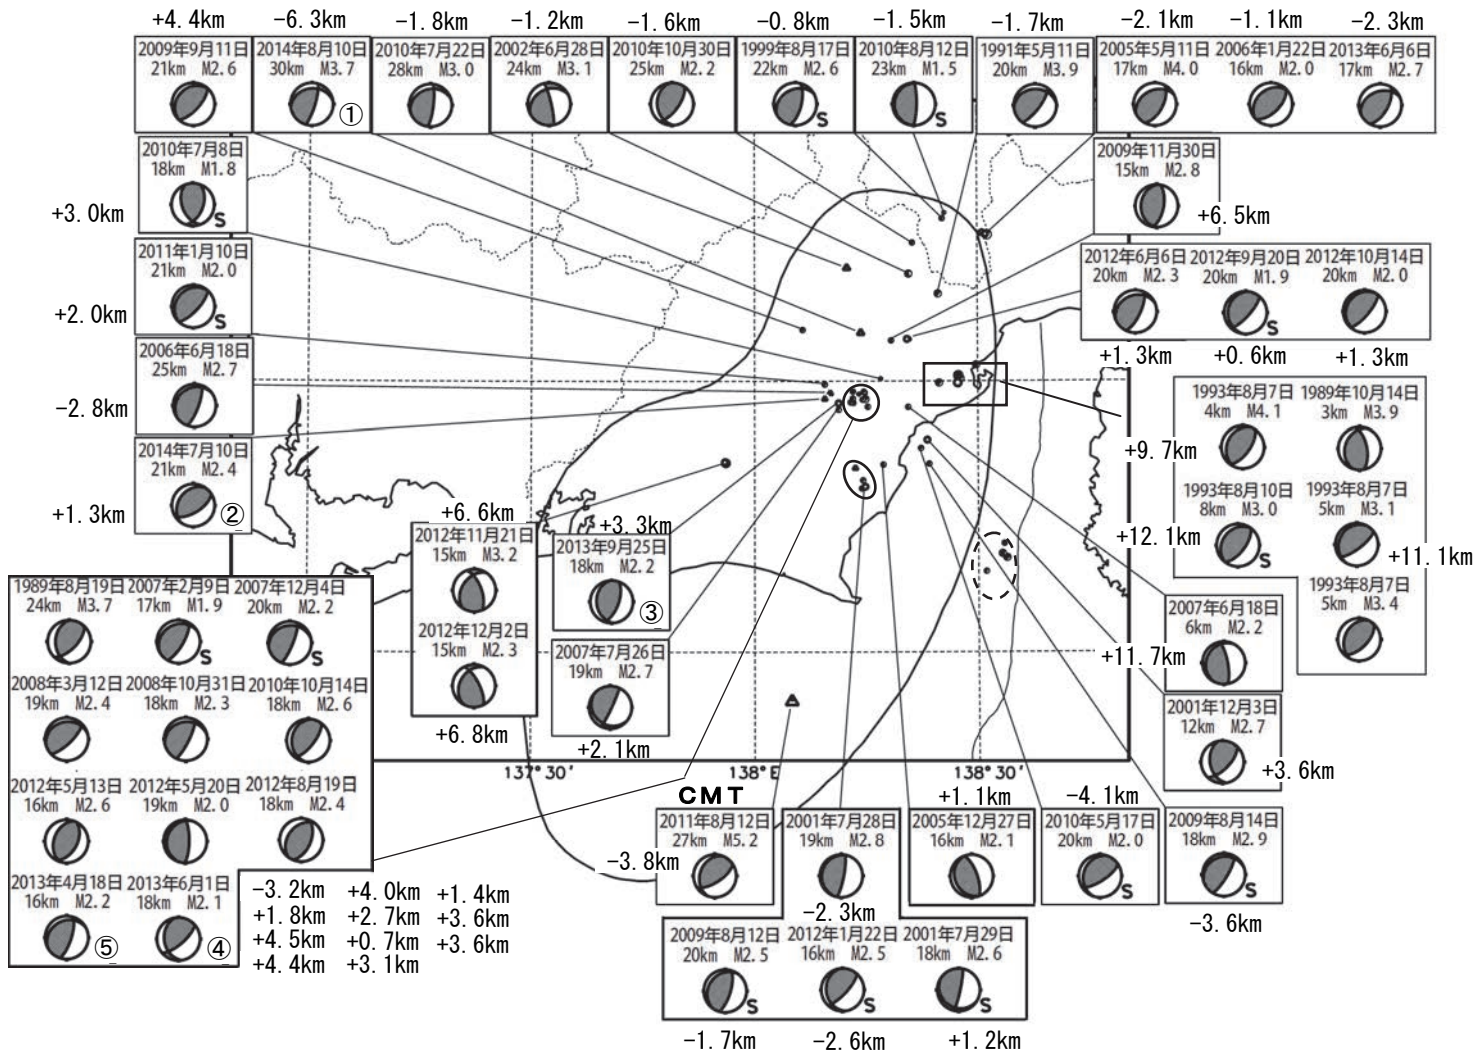 +4.4km -6.3km -1.8km -1.2km -1.6km -0.8km -1.5km -1.7km -2.1km -1.1km -2.3km
2009年9月11日 2014年8月10日 2010年7月22日 2002年6月28日 2010年10月30日 1999年8月17日 2010年8月12日 1991年5月11日 2005年5月11日 2006年1月22日 2013年6月6日
21km M2.6 30km M3.7 28km M3.0 24km M3.1 25km M2.2 22km M2.6 23km M1.5 20km M3.9 17km M4.0 16km M2.0 17km M2.7
① S S
2010年7月8日
18km M1.8
S
+3.0km
2009年11月30日
15km M2.8
+6.5km
2011年1月10日
21km M2.0
S
+2.0km
2012年6月6日 2012年9月20日 2012年10月14日
20km M2.3 20km M1.9 20km M2.0
S
+1.3km +0.6km +1.3km
2006年6月18日
25km M2.7
-2.8km
2014年7月10日
21km M2.4
②
+1.3km
1993年8月7日 1989年10月14日
4km M4.1 3km M3.9
+9.7km
1993年8月10日 1993年8月7日
8km M3.0 5km M3.1
S
+12.1km
+11.1km
1993年8月7日
5km M3.4
+6.6km
2012年11月21日
15km M3.2
2012年12月2日
15km M2.3
+6.8km
+3.3km
2013年9月25日
18km M2.2
③
2007年7月26日
19km M2.7
+2.1km
2007年6月18日
6km M2.2
+11.7km
2001年12月3日
12km M2.7
+3.6km
1989年8月19日 2007年2月9日 2007年12月4日
24km M3.7 17km M1.9 20km M2.2
S S
2008年3月12日 2008年10月31日 2010年10月14日
19km M2.4 18km M2.3 18km M2.6
2012年5月13日 2012年5月20日 2012年8月19日
16km M2.6 19km M2.0 18km M2.4
2013年4月18日 2013年6月1日
16km M2.2 18km M2.1
⑤ ④
-3.2km +4.0km +1.4km
+1.8km +2.7km +3.6km
+4.5km +0.7km +3.6km
+4.4km +3.1km
137°30' 138°E 138°30'
CMT
2011年8月12日
27km M5.2
-3.8km
2001年7月28日
19km M2.8
-2.3km
+1.1km
2005年12月27日
16km M2.1
-4.1km
2010年5月17日
20km M2.0
S
2009年8月14日
18km M2.9
S
-3.6km
2009年8月12日 2012年1月22日 2001年7月29日
20km M2.5 16km M2.5 18km M2.6
S S
-1.7km -2.6km +1.2km